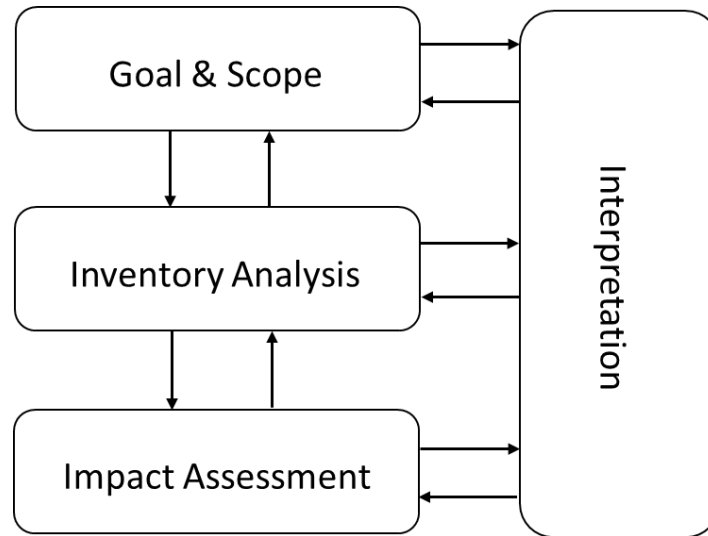 Goal & Scope
Inventory Analysis
Impact Assessment
Interpretation